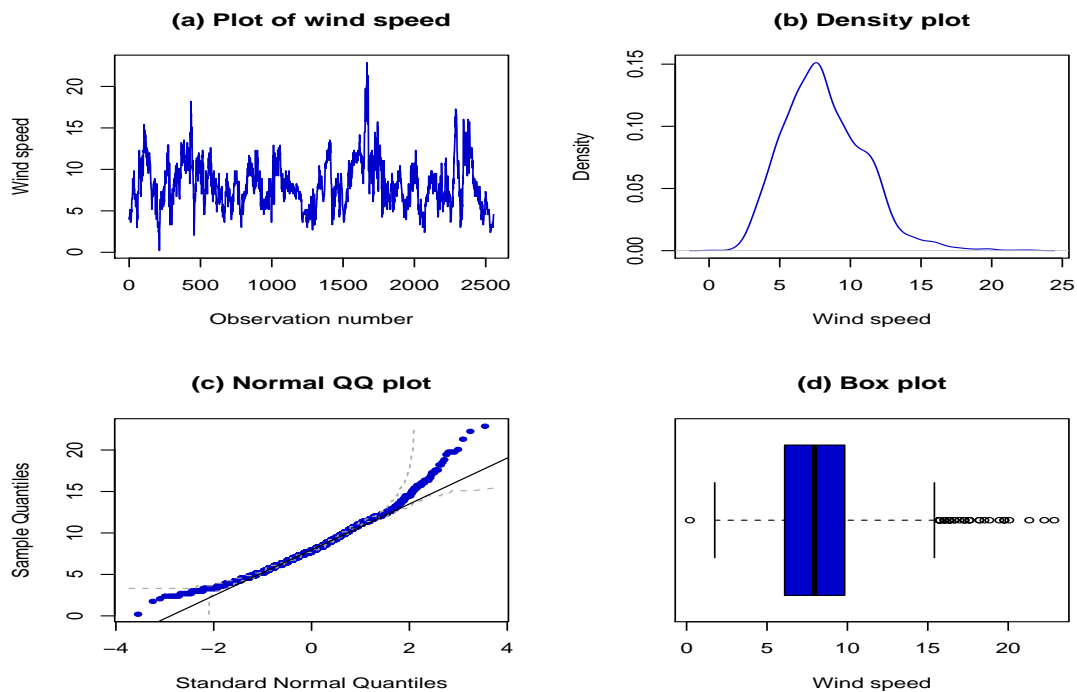 (a) Plot of wind speed
Wind speed
0
5
10
15
20
0 500 1000 1500 2000 2500
Observation number
(b) Density plot
Density
0.00
0.05
0.10
0.15
0 5 10 15 20 25
Wind speed
(c) Normal QQ plot
Sample Quantiles
0
5
10
15
20
−4 −2 0 2 4
Standard Normal Quantiles
(d) Box plot
0 5 10 15 20
Wind speed